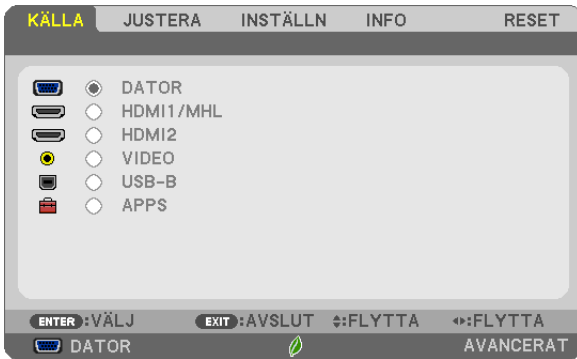 KÄLLA JUSTERA INSTÄLLN INFO RESET
DATOR
HDMI1/MHL
HDMI2
VIDEO
USB-B
APPS
ENTER :VÄLJ EXIT :AVSLUT :FLYTTA :FLYTTA
DATOR AVANCERAT